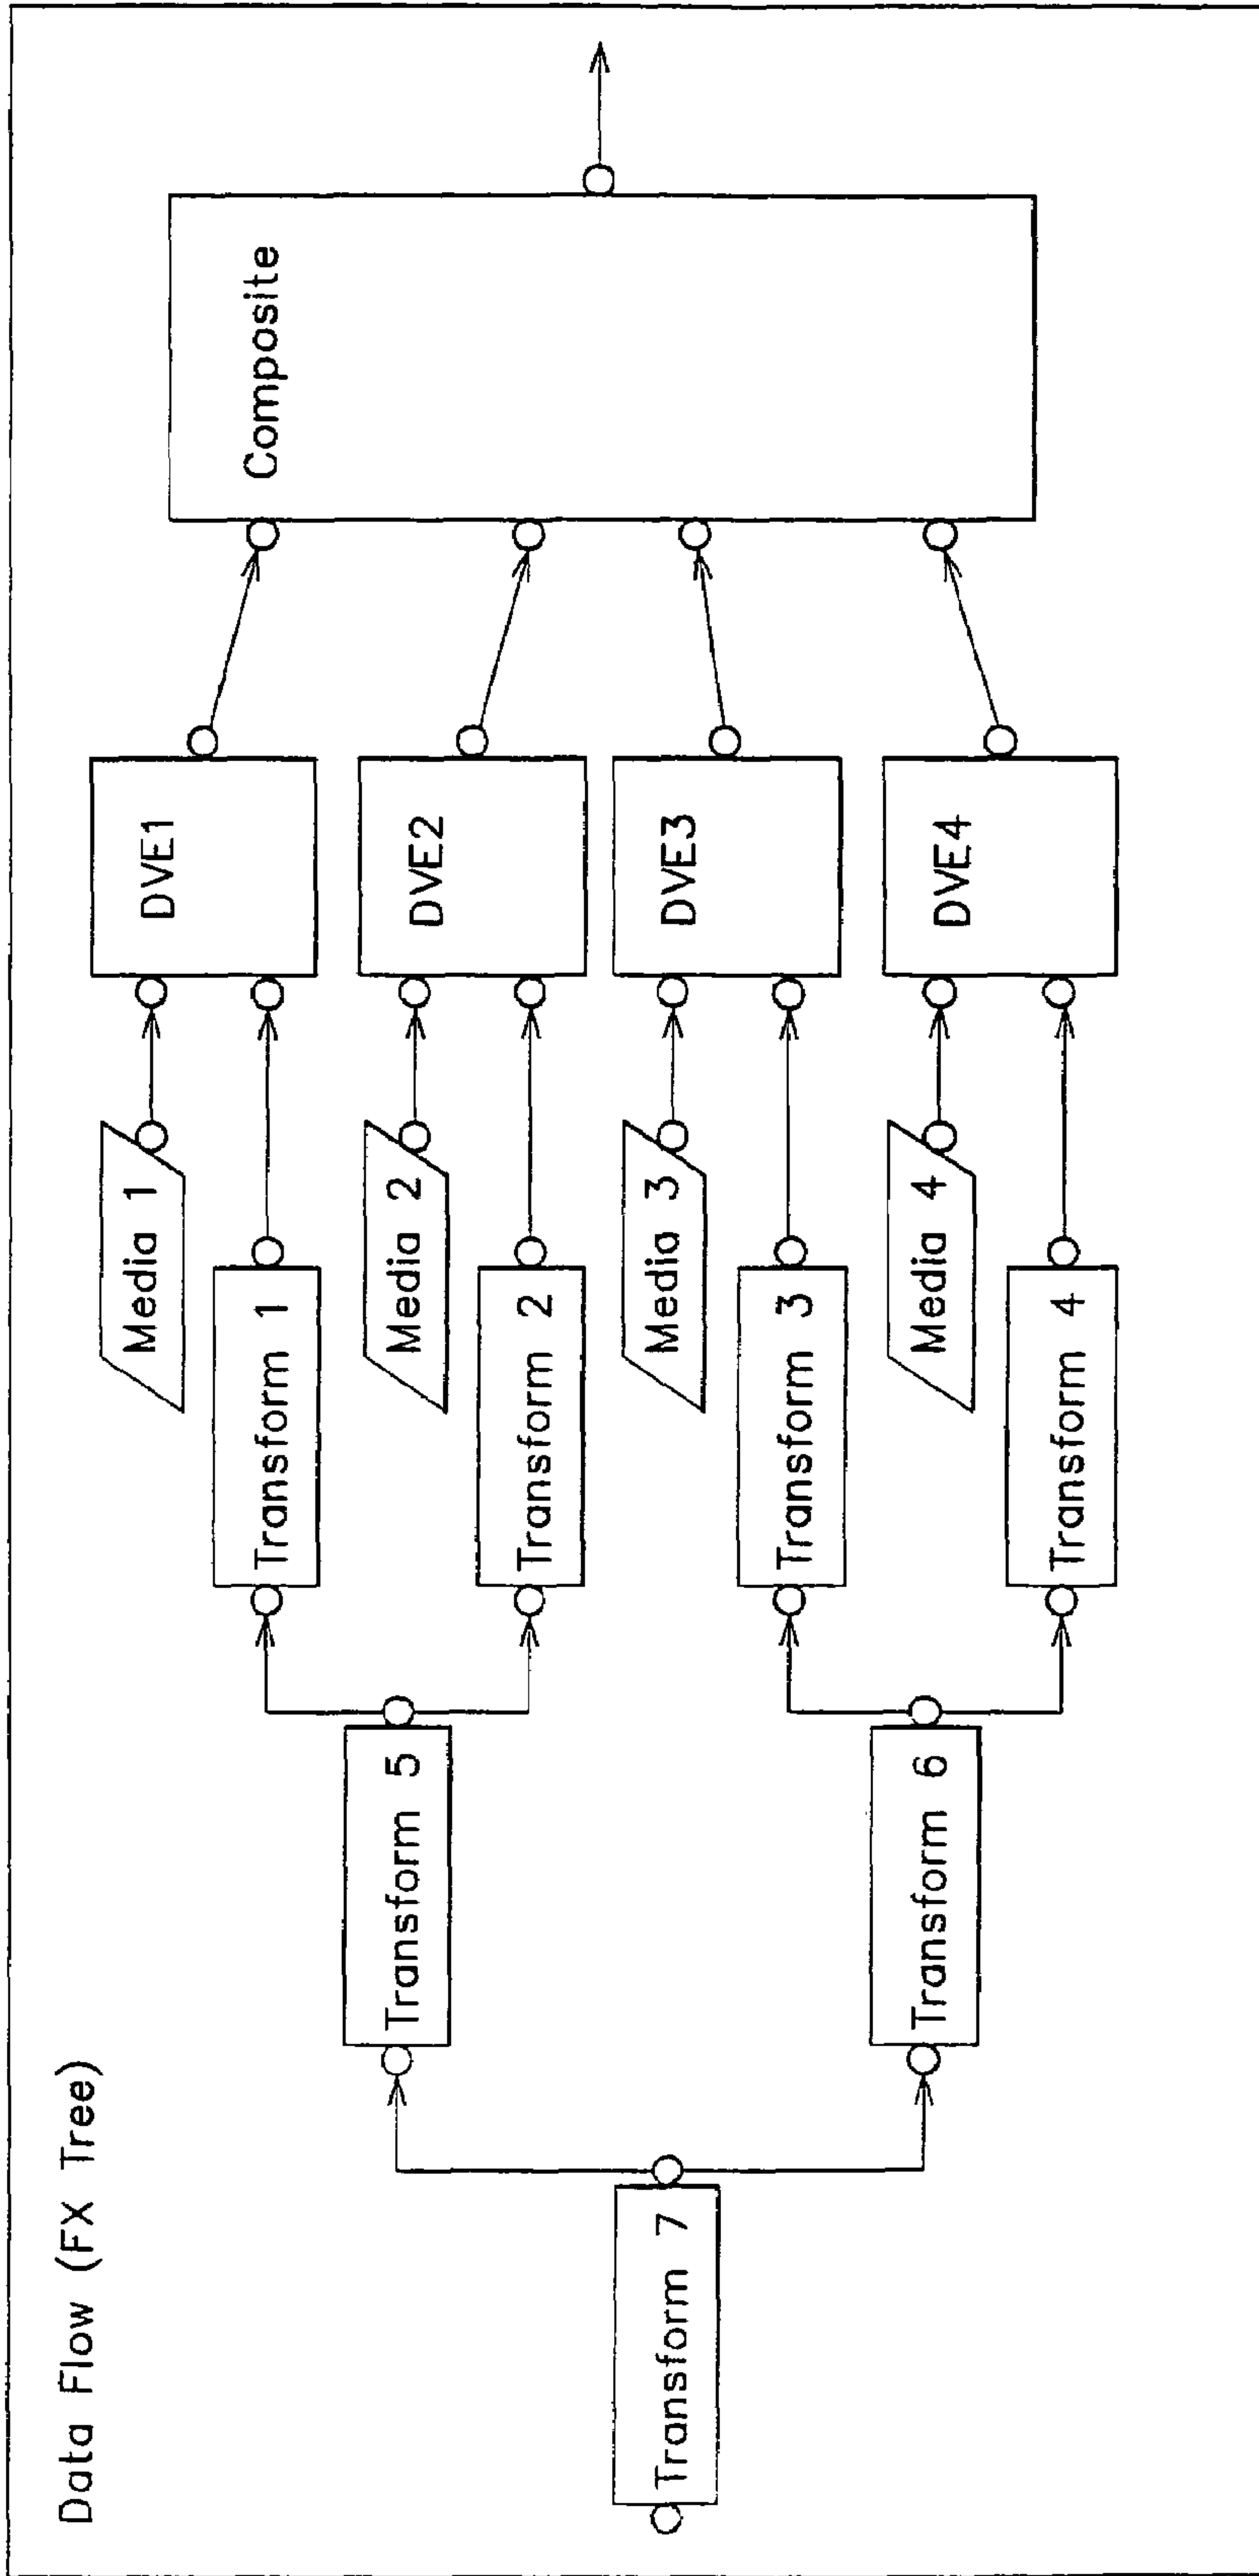 Data Flow (FX Tree)
Transform 7
Transform 5
Transform 6
Media 1
Transform 1
Media 2
Transform 2
Media 3
Transform 3
Media 4
Transform 4
DVE1
DVE2
DVE3
DVE4
Composite